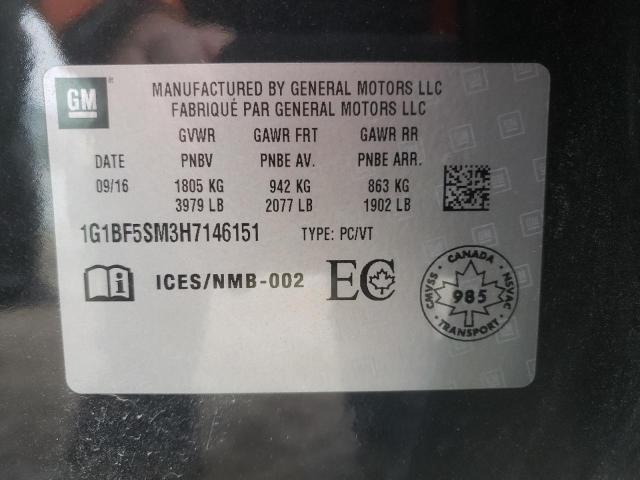 GM
MANUFACTURED BY GENERAL MOTORS LLC
FABRIQUÉ PAR GENERAL MOTORS LLC
GVWR GAWR FRT GAWR RR
DATE PNBV PNBE AV. PNBE ARR.
09/16 1805 KG 942 KG 863 KG
3979 LB 2077 LB 1902 LB
1G1BF5SM3H7146151 TYPE: PC/VT
i ICES/NMB-002 EC
CANADA
CMVSS 985 NSVAC
TRANSPORT